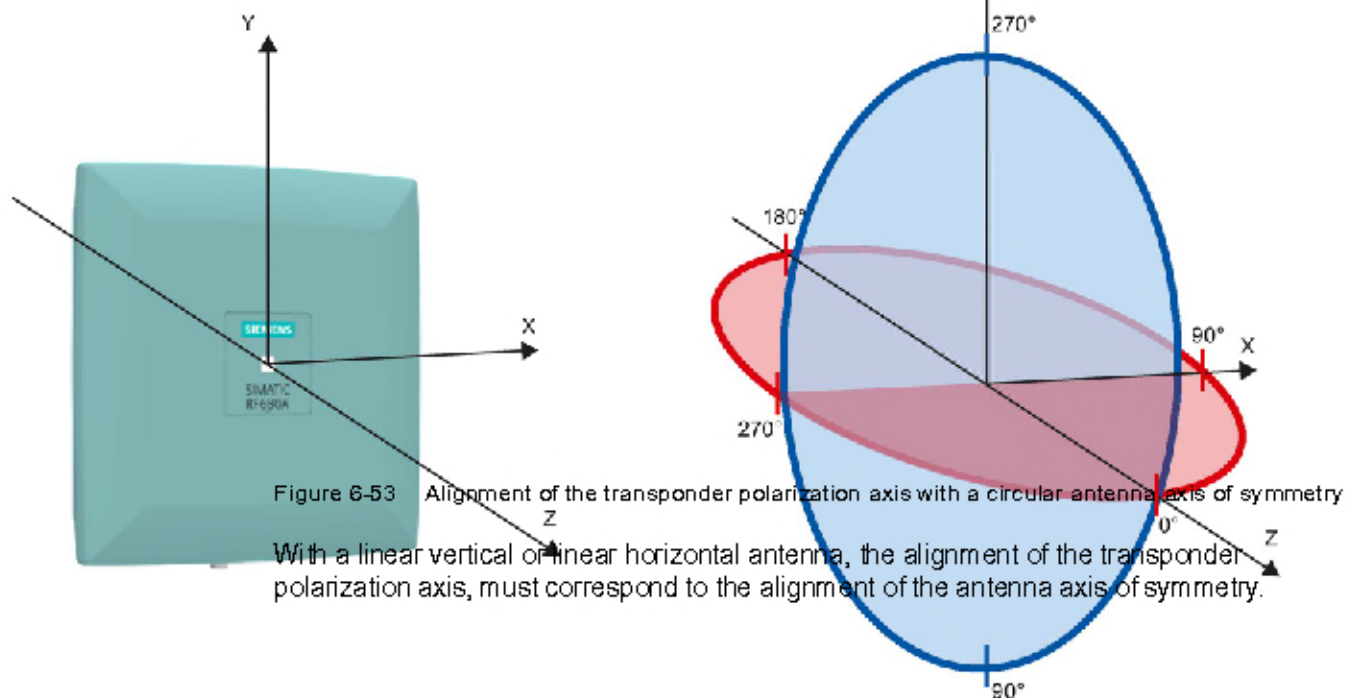 Y
270°
180°
X
90°
X
SIEMENS
SIMATIC
RF680A
270°
Figure 6-53 Alignment of the transponder polarization axis with a circular antenna axis of symmetry
Z
0°
Z
With a linear vertical or linear horizontal antenna, the alignment of the transponder
polarization axis, must correspond to the alignment of the antenna axis of symmetry.
90°